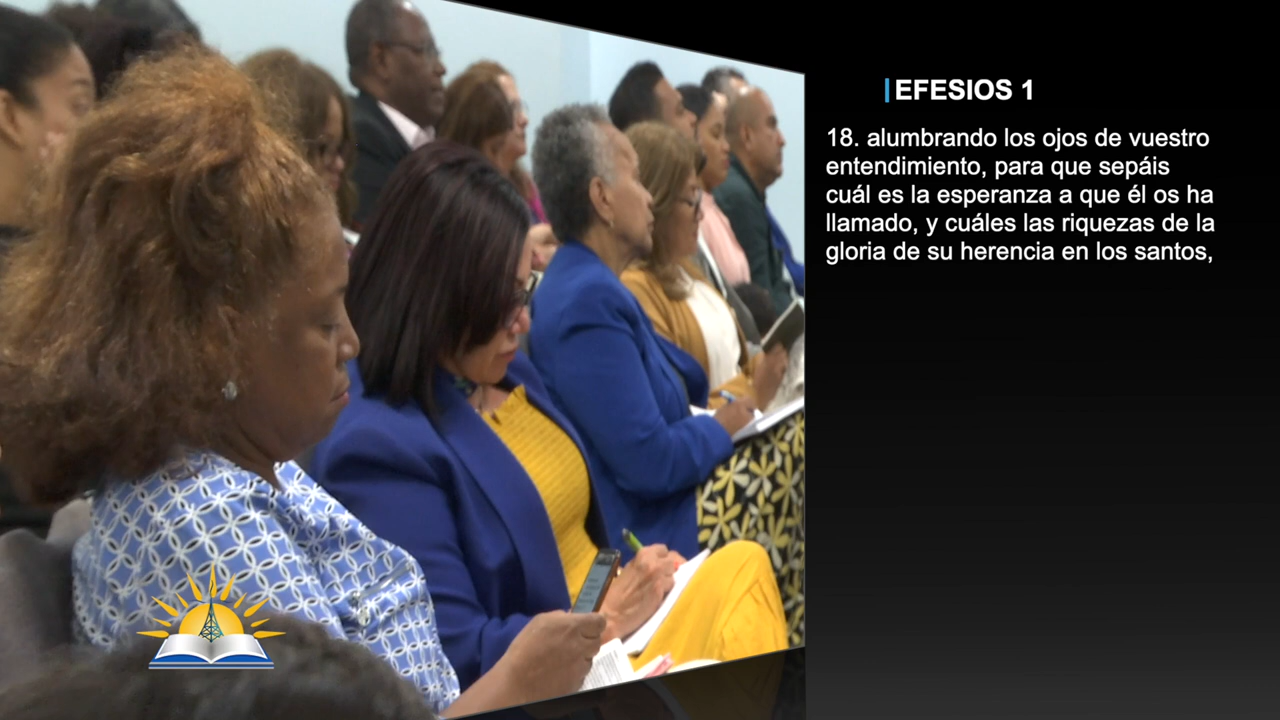 EFESIOS 1
18. alumbrando los ojos de vuestro
entendimiento, para que sepáis
cuál es la esperanza a que él os ha
llamado, y cuáles las riquezas de la
gloria de su herencia en los santos,